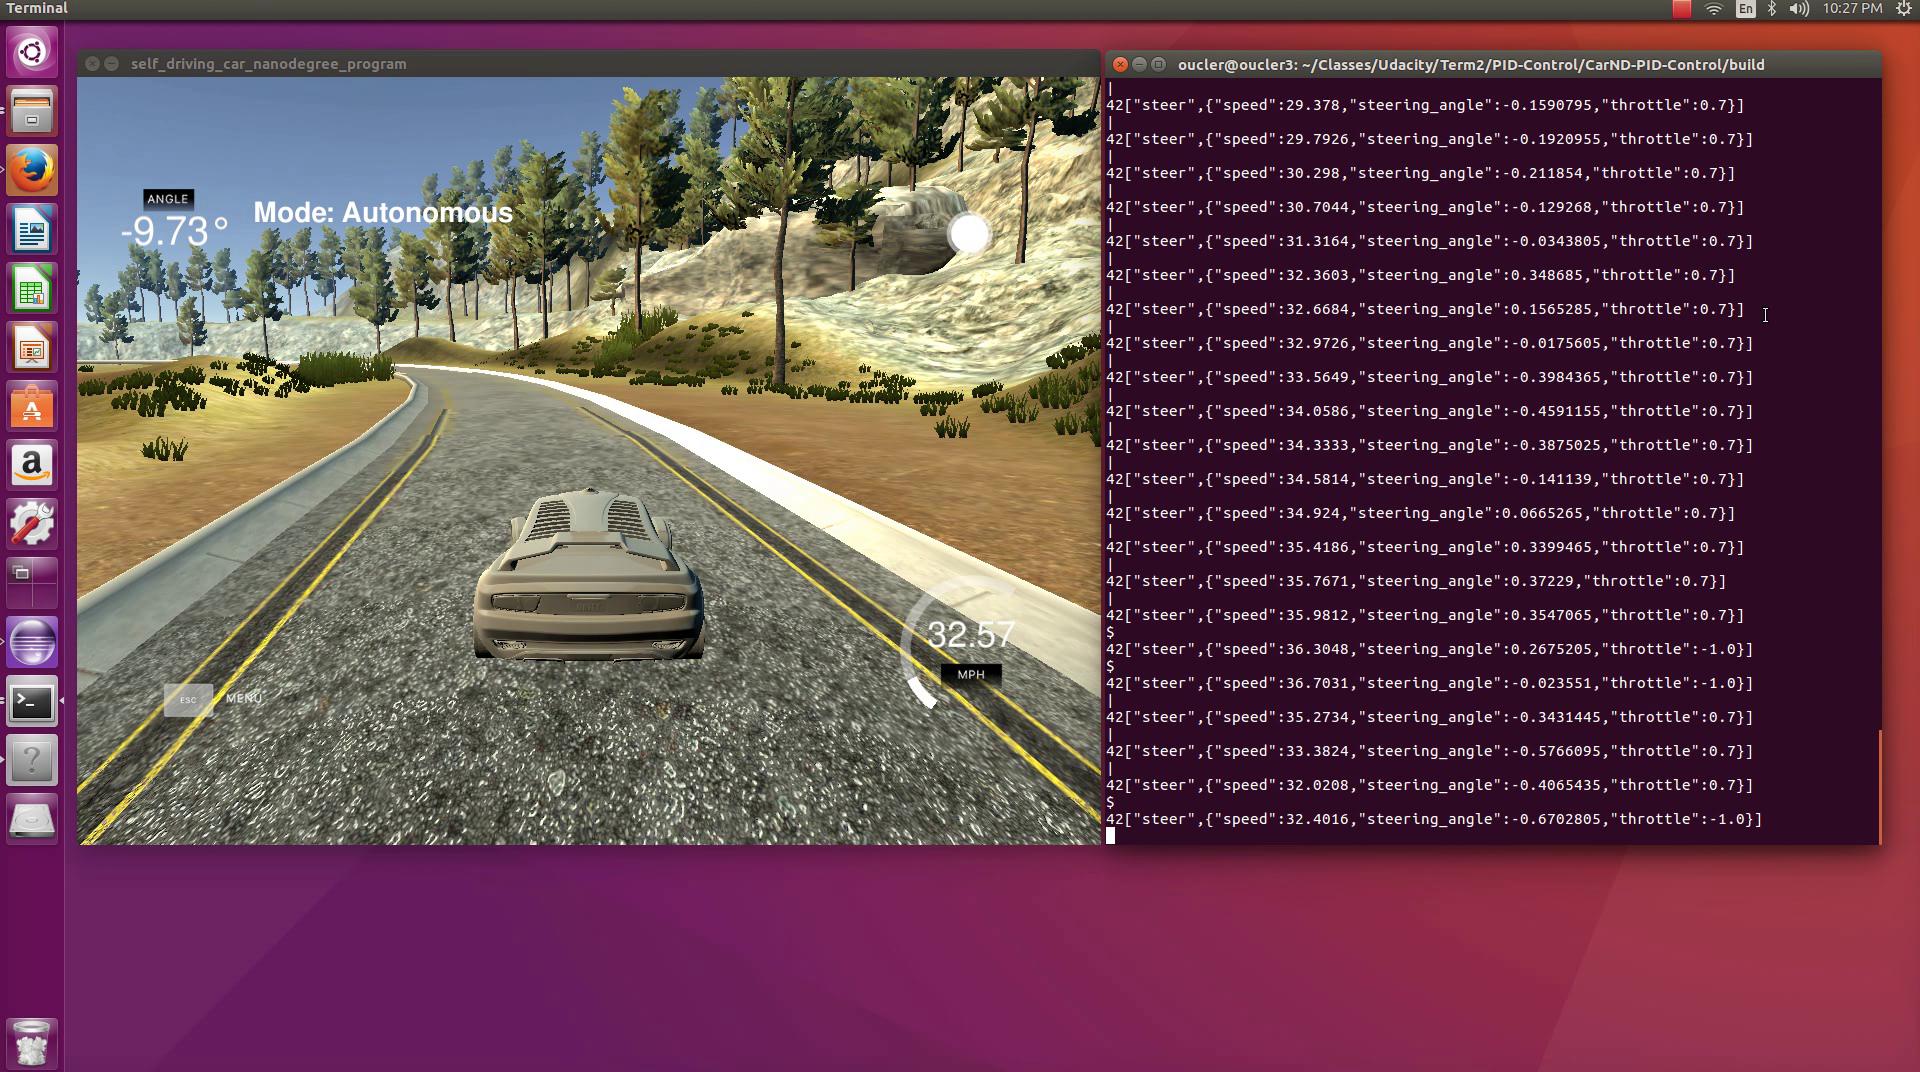 Terminal
En
10:27 PM
self_driving_car_nanodegree_program
ANGLE
-9.73°
Mode: Autonomous
32.57
MPH
ESC
MENU
a
oucler@oucler3: ~/Classes/Udacity/Term2/PID-Control/CarND-PID-Control/build
|
42["steer",{"speed":29.378,"steering_angle":-0.1590795,"throttle":0.7}]
|
42["steer",{"speed":29.7926,"steering_angle":-0.1920955,"throttle":0.7}]
|
42["steer",{"speed":30.298,"steering_angle":-0.211854,"throttle":0.7}]
|
42["steer",{"speed":30.7044,"steering_angle":-0.129268,"throttle":0.7}]
|
42["steer",{"speed":31.3164,"steering_angle":-0.0343805,"throttle":0.7}]
|
42["steer",{"speed":32.3603,"steering_angle":0.348685,"throttle":0.7}]
|
42["steer",{"speed":32.6684,"steering_angle":0.1565285,"throttle":0.7}]
|
42["steer",{"speed":32.9726,"steering_angle":-0.0175605,"throttle":0.7}]
|
42["steer",{"speed":33.5649,"steering_angle":-0.3984365,"throttle":0.7}]
|
42["steer",{"speed":34.0586,"steering_angle":-0.4591155,"throttle":0.7}]
|
42["steer",{"speed":34.3333,"steering_angle":-0.3875025,"throttle":0.7}]
|
42["steer",{"speed":34.5814,"steering_angle":-0.141139,"throttle":0.7}]
|
42["steer",{"speed":34.924,"steering_angle":0.0665265,"throttle":0.7}]
|
42["steer",{"speed":35.4186,"steering_angle":0.3399465,"throttle":0.7}]
|
42["steer",{"speed":35.7671,"steering_angle":0.37229,"throttle":0.7}]
|
42["steer",{"speed":35.9812,"steering_angle":0.3547065,"throttle":0.7}]
$
42["steer",{"speed":36.3048,"steering_angle":0.2675205,"throttle":-1.0}]
$
42["steer",{"speed":36.7031,"steering_angle":-0.023551,"throttle":-1.0}]
|
42["steer",{"speed":35.2734,"steering_angle":-0.3431445,"throttle":0.7}]
|
42["steer",{"speed":33.3824,"steering_angle":-0.5766095,"throttle":0.7}]
|
42["steer",{"speed":32.0208,"steering_angle":-0.4065435,"throttle":0.7}]
$
42["steer",{"speed":32.4016,"steering_angle":-0.6702805,"throttle":-1.0}]